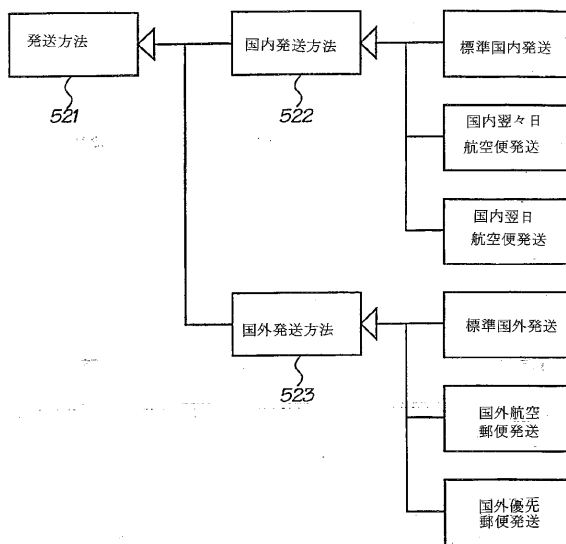 発送方法
521
国内発送方法
522
標準国内発送
国内翌々日
航空便発送
国内翌日
航空便発送
国外発送方法
523
標準国外発送
国外航空
郵便発送
国外優先
郵便発送